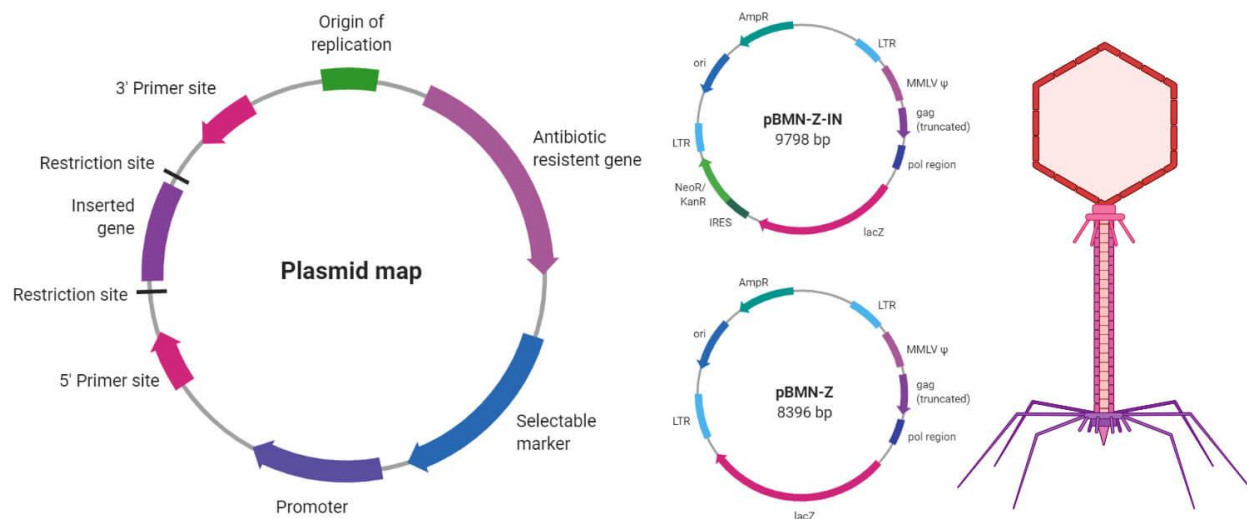 Origin of
replication
3' Primer site
Restriction site
Inserted
gene
Restriction site
5' Primer site
Promoter
Selectable
marker
Antibiotic
resistent gene
Plasmid map
AmpR
LTR
MMLV ψ
gag
(truncated)
pol region
lacZ
IRES
NeoR/
KanR
LTR
ori
pBMN-Z-IN
9798 bp
AmpR
LTR
MMLV ψ
gag
(truncated)
pol region
lacZ
LTR
ori
pBMN-Z
8396 bp